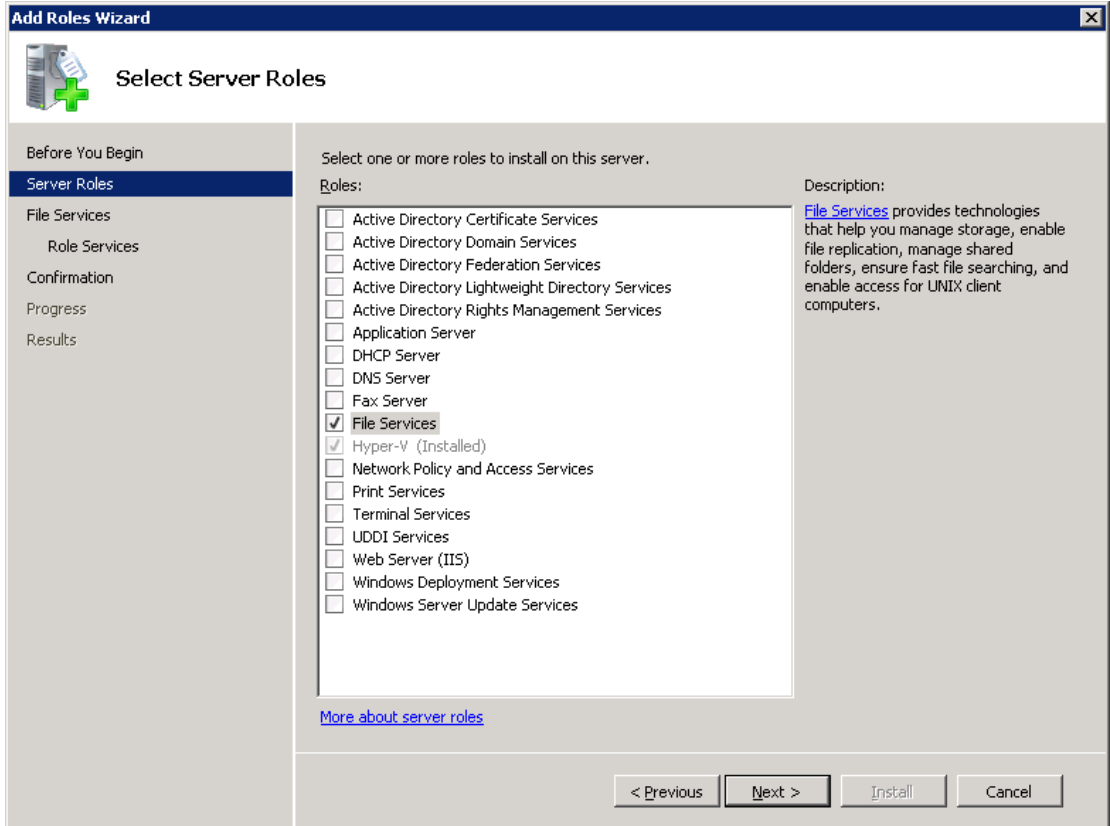 Add Roles Wizard
Select Server Roles
Before You Begin
Server Roles
File Services
Role Services
Confirmation
Progress
Results
Select one or more roles to install on this server.
Roles:
Active Directory Certificate Services
Active Directory Domain Services
Active Directory Federation Services
Active Directory Lightweight Directory Services
Active Directory Rights Management Services
Application Server
DHCP Server
DNS Server
Fax Server
File Services
Hyper-V (Installed)
Network Policy and Access Services
Print Services
Terminal Services
UDDI Services
Web Server (IIS)
Windows Deployment Services
Windows Server Update Services
More about server roles
Description:
File Services provides technologies
that help you manage storage, enable
file replication, manage shared
folders, ensure fast file searching, and
enable access for UNIX client
computers.
< Previous
Next >
Install
Cancel